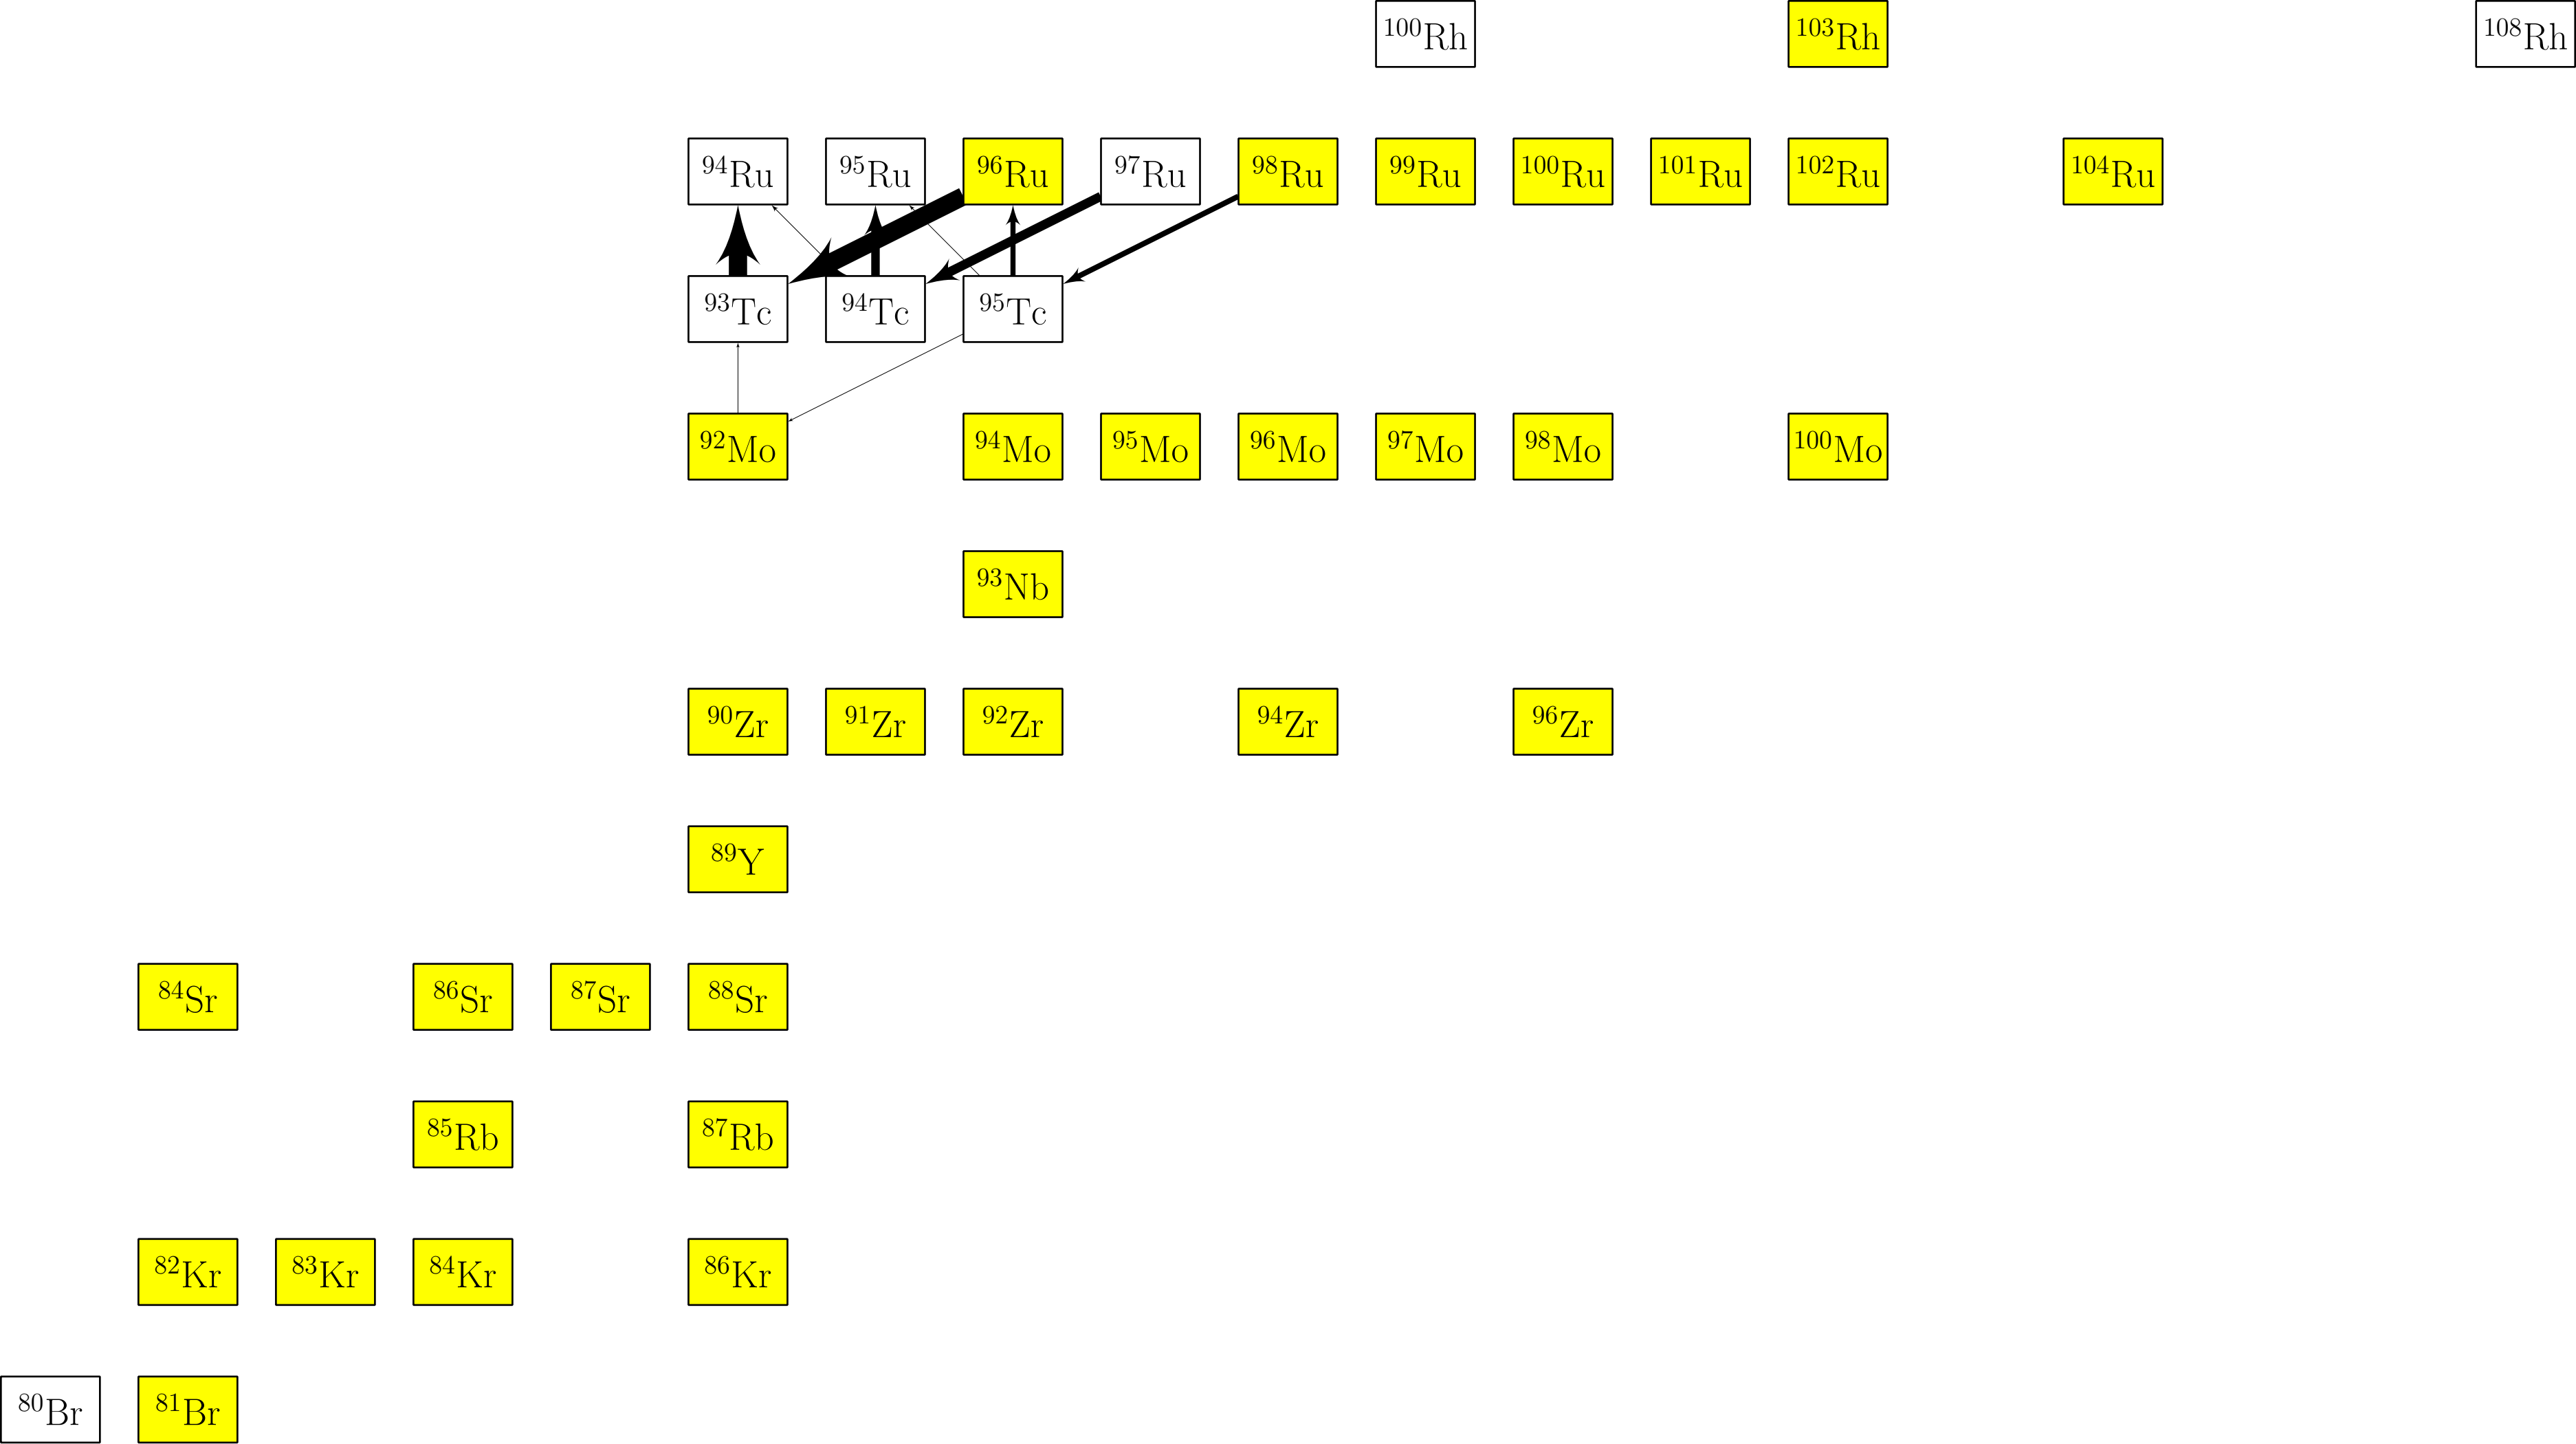 ¹⁰⁰Rh ¹⁰³Rh ¹⁰⁸Rh
⁹⁴Ru ⁹⁵Ru ⁹⁶Ru ⁹⁷Ru ⁹⁸Ru ⁹⁹Ru ¹⁰⁰Ru ¹⁰¹Ru ¹⁰²Ru ¹⁰⁴Ru
⁹³Tc ⁹⁴Tc ⁹⁵Tc
⁹²Mo ⁹⁴Mo ⁹⁵Mo ⁹⁶Mo ⁹⁷Mo ⁹⁸Mo ¹⁰⁰Mo
⁹³Nb
⁹⁰Zr ⁹¹Zr ⁹²Zr ⁹⁴Zr ⁹⁶Zr
⁸⁹Y
⁸⁴Sr ⁸⁶Sr ⁸⁷Sr ⁸⁸Sr
⁸⁵Rb ⁸⁷Rb
⁸²Kr ⁸³Kr ⁸⁴Kr ⁸⁶Kr
⁸⁰Br ⁸¹Br